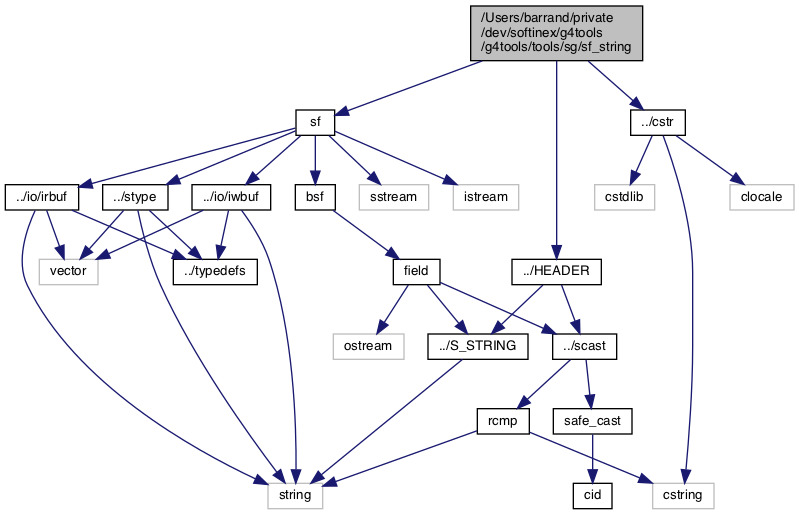 /Users/barrand/private
/dev/softinex/g4tools
/g4tools/tools/sg/sf_string
sf
../cstr
../io/irbuf
../stype
../io/iwbuf
bsf
sstream
istream
cstdlib
clocale
vector
../typedefs
field
../HEADER
ostream
../S_STRING
../scast
rcmp
safe_cast
string
cid
cstring